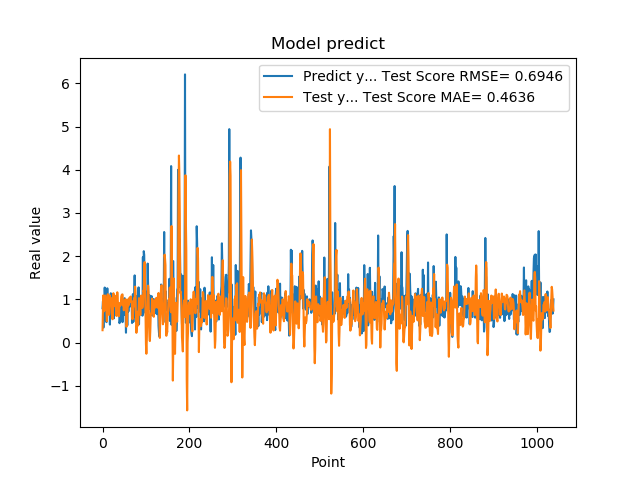 Model predict
Predict y... Test Score RMSE= 0.6946
Test y... Test Score MAE= 0.4636
Real value
6
5
4
3
2
1
0
−1
0 200 400 600 800 1000
Point